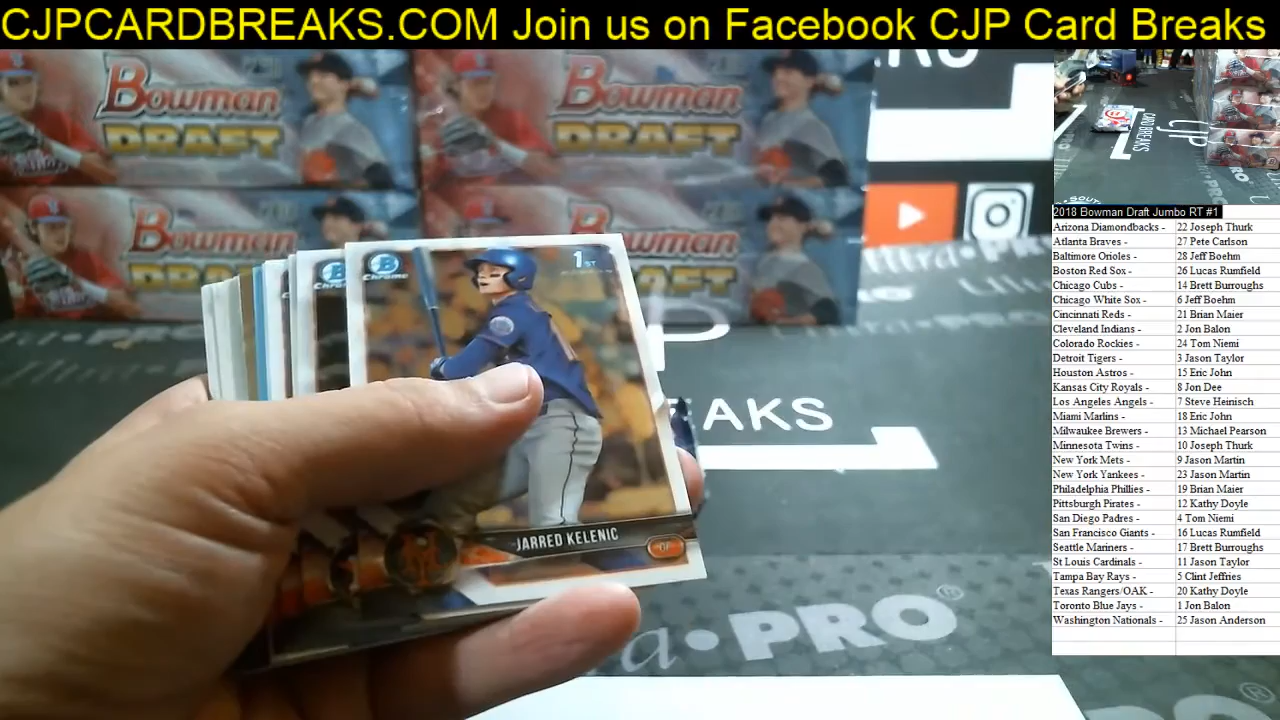 CJPCARDBREAKS.COM Join us on Facebook CJP Card Breaks
Bowman
DRAFT
Bowman
DRAFT
Bowman
Chrome
1ST
JARRED KELENIC
OF
EAKS
PRO
2018 Bowman Draft Jumbo RT #1
Arizona Diamondbacks - 22 Joseph Thurk
Atlanta Braves - 27 Pete Carlson
Baltimore Orioles - 28 Jeff Boehm
Boston Red Sox - 26 Lucas Rumfield
Chicago Cubs - 14 Brett Burroughs
Chicago White Sox - 6 Jeff Boehm
Cincinnati Reds - 21 Brian Maier
Cleveland Indians - 2 Jon Balon
Colorado Rockies - 24 Tom Niemi
Detroit Tigers - 3 Jason Taylor
Houston Astros - 15 Eric John
Kansas City Royals - 8 Jon Dee
Los Angeles Angels - 7 Steve Heinisch
Miami Marlins - 18 Eric John
Milwaukee Brewers - 13 Michael Pearson
Minnesota Twins - 10 Joseph Thurk
New York Mets - 9 Jason Martin
New York Yankees - 23 Jason Martin
Philadelphia Phillies - 19 Brian Maier
Pittsburgh Pirates - 12 Kathy Doyle
San Diego Padres - 4 Tom Niemi
San Francisco Giants - 16 Lucas Rumfield
Seattle Mariners - 17 Brett Burroughs
St Louis Cardinals - 11 Jason Taylor
Tampa Bay Rays - 5 Clint Jeffries
Texas Rangers/OAK - 20 Kathy Doyle
Toronto Blue Jays - 1 Jon Balon
Washington Nationals - 25 Jason Anderson